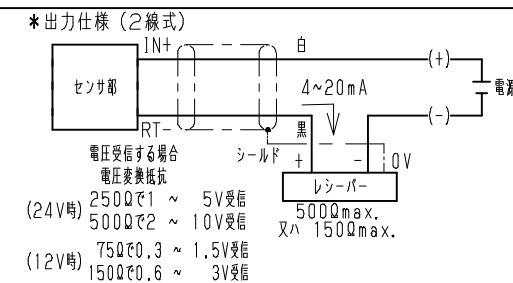 *出力仕様（2線式）
IN+
白
(+)
センサ部
4~20mA
電源
(-)
RT-
黒
シールド
+
-
0V
電圧受信する場合
電圧変換抵抗
レシーバー
(24V時)
250Ωで1 ~ 5V受信
500Ωで2 ~ 10V受信
500Ωmax.
又ハ 150Ωmax.
(12V時)
75Ωで0.3 ~ 1.5V受信
150Ωで0.6 ~ 3V受信